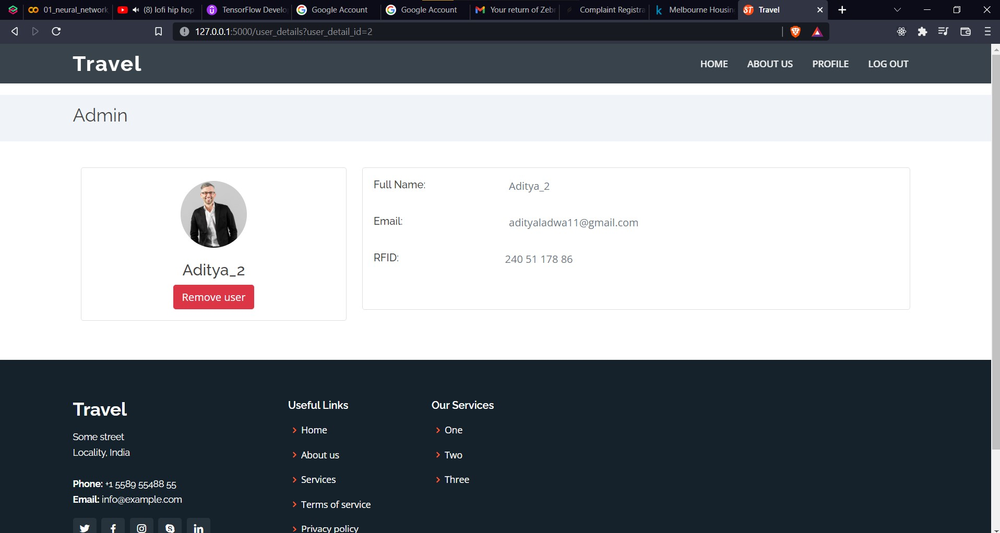 01_neural_network
(8) lofi hip hop
TensorFlow Develo
Google Account
Google Account
Your return of Zebr
Complaint Registra
Melbourne Housin
ST Travel
127.0.0.1:5000/user_details?user_detail_id=2
Travel
HOME ABOUT US PROFILE LOG OUT
Admin
Aditya_2
Remove user
Full Name: Aditya_2
Email: adityaladwa11@gmail.com
RFID: 240 51 178 86
Travel
Some street
Locality, India
Phone: +1 5589 55488 55
Email: info@example.com
Useful Links
Home
About us
Services
Terms of service
Privacy policy
Our Services
One
Two
Three